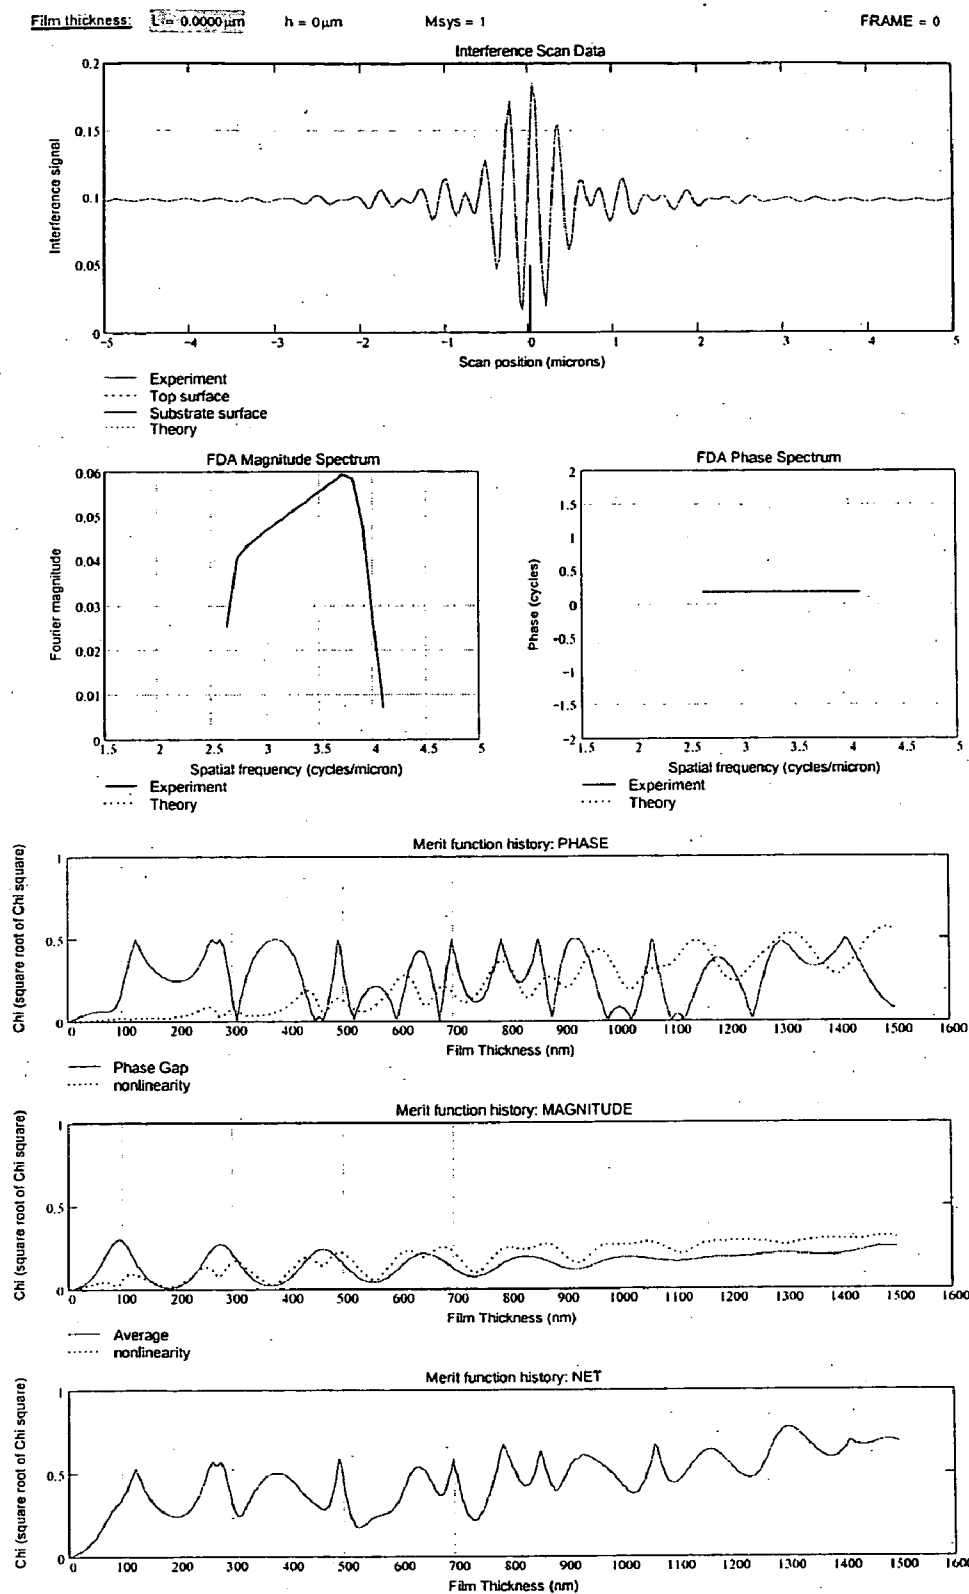 Film thickness: L = 0.0000µm h = 0µm Msys = 1 FRAME = 0
Interference Scan Data
Interference signal
0.2
0.15
0.1
0.05
0
−5 −4 −3 −2 −1 0 1 2 3 4 5
Scan position (microns)
Experiment
Top surface
Substrate surface
Theory
FDA Magnitude Spectrum
Fourier magnitude
0.06
0.05
0.04
0.03
0.02
0.01
0
1.5 2 2.5 3 3.5 4 4.5 5
Spatial frequency (cycles/micron)
Experiment
Theory
FDA Phase Spectrum
Phase (cycles)
2
1.5
1
0.5
0
−0.5
−1
−1.5
−2
1.5 2 2.5 3 3.5 4 4.5 5
Spatial frequency (cycles/micron)
Experiment
Theory
Merit function history: PHASE
Chi (square root of Chi square)
1
0.5
0
0 100 200 300 400 500 600 700 800 900 1000 1100 1200 1300 1400 1500 1600
Film Thickness (nm)
Phase Gap
nonlinearity
Merit function history: MAGNITUDE
Chi (square root of Chi square)
1
0.5
0
0 100 200 300 400 500 600 700 800 900 1000 1100 1200 1300 1400 1500 1600
Film Thickness (nm)
Average
nonlinearity
Merit function history: NET
Chi (square root of Chi square)
1
0.5
0
0 100 200 300 400 500 600 700 800 900 1000 1100 1200 1300 1400 1500 1600
Film Thickness (nm)